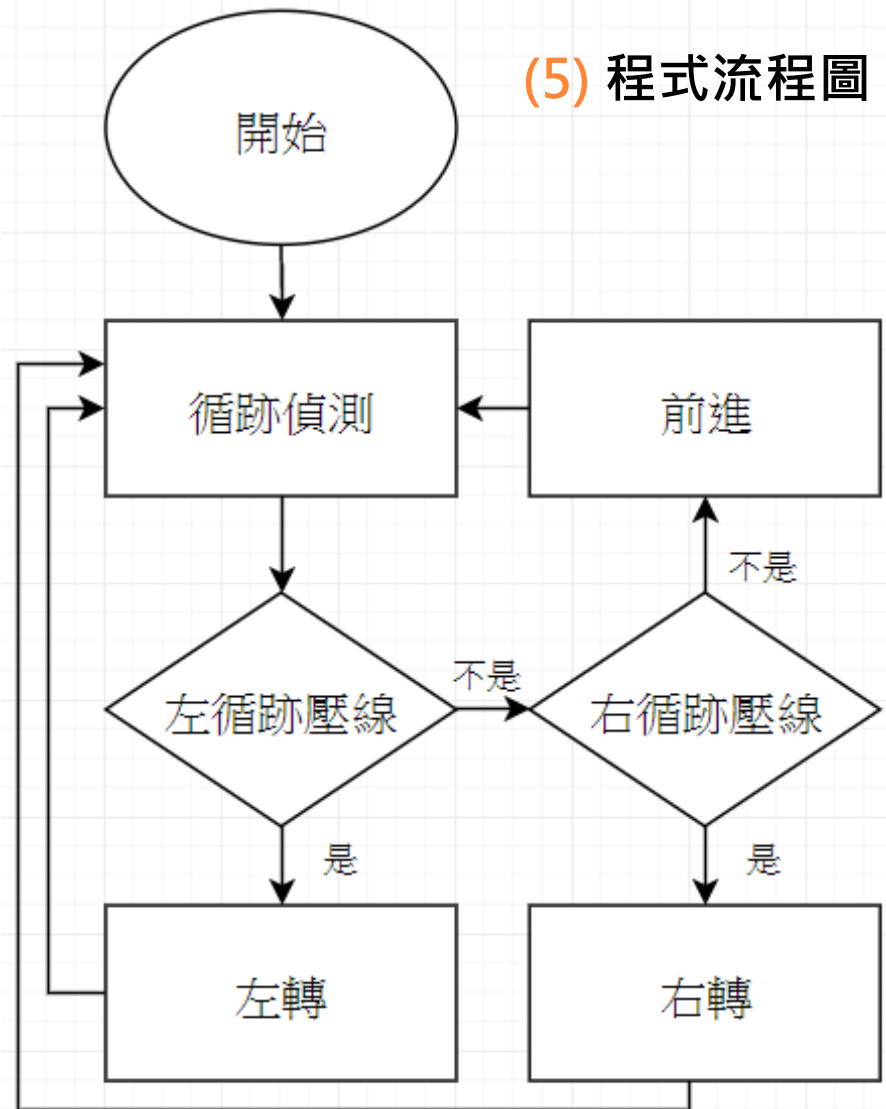 (5) 程式流程圖
開始
循跡偵測
前進
不是
左循跡壓線
不是
右循跡壓線
是
是
左轉
右轉